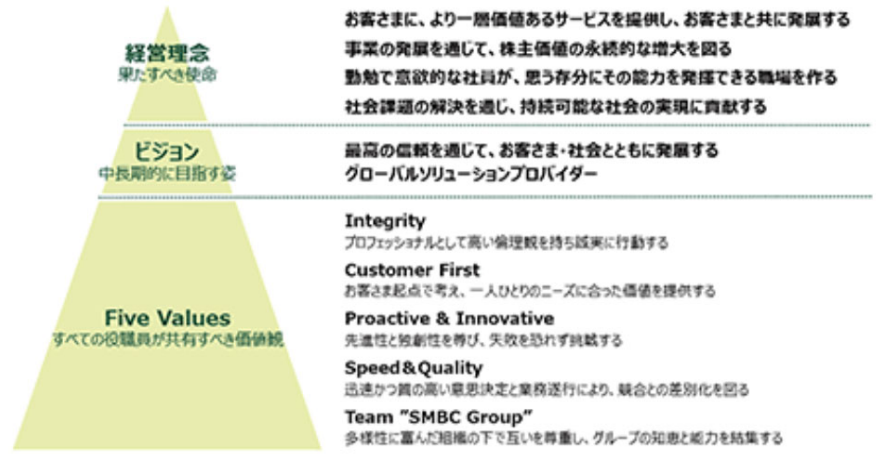 経営理念
果たすべき使命
お客さまに、より一層価値あるサービスを提供し、お客さまと共に発展する
事業の発展を通じて、株主価値の永続的な増大を図る
勤勉で意欲的な社員が、思う存分にその能力を発揮できる職場を作る
社会課題の解決を通じ、持続可能な社会の実現に貢献する
ビジョン
中長期的に目指す姿
最高の信頼を通じて、お客さま・社会とともに発展する
グローバルソリューションプロバイダー
Five Values
すべての役職員が共有すべき価値観
Integrity
プロフェッショナルとして高い倫理観を持ち誠実に行動する
Customer First
お客さま起点で考え、一人ひとりのニーズに合った価値を提供する
Proactive & Innovative
先進性と独創性を尊び、失敗を恐れず挑戦する
Speed&Quality
迅速かつ質の高い意思決定と業務遂行により、競合との差別化を図る
Team "SMBC Group"
多様性に富んだ組織の下で互いを尊重し、グループの知恵と能力を結集する